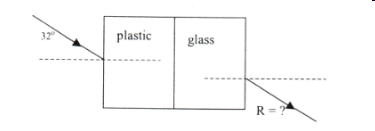 32°
plastic
glass
R = ?